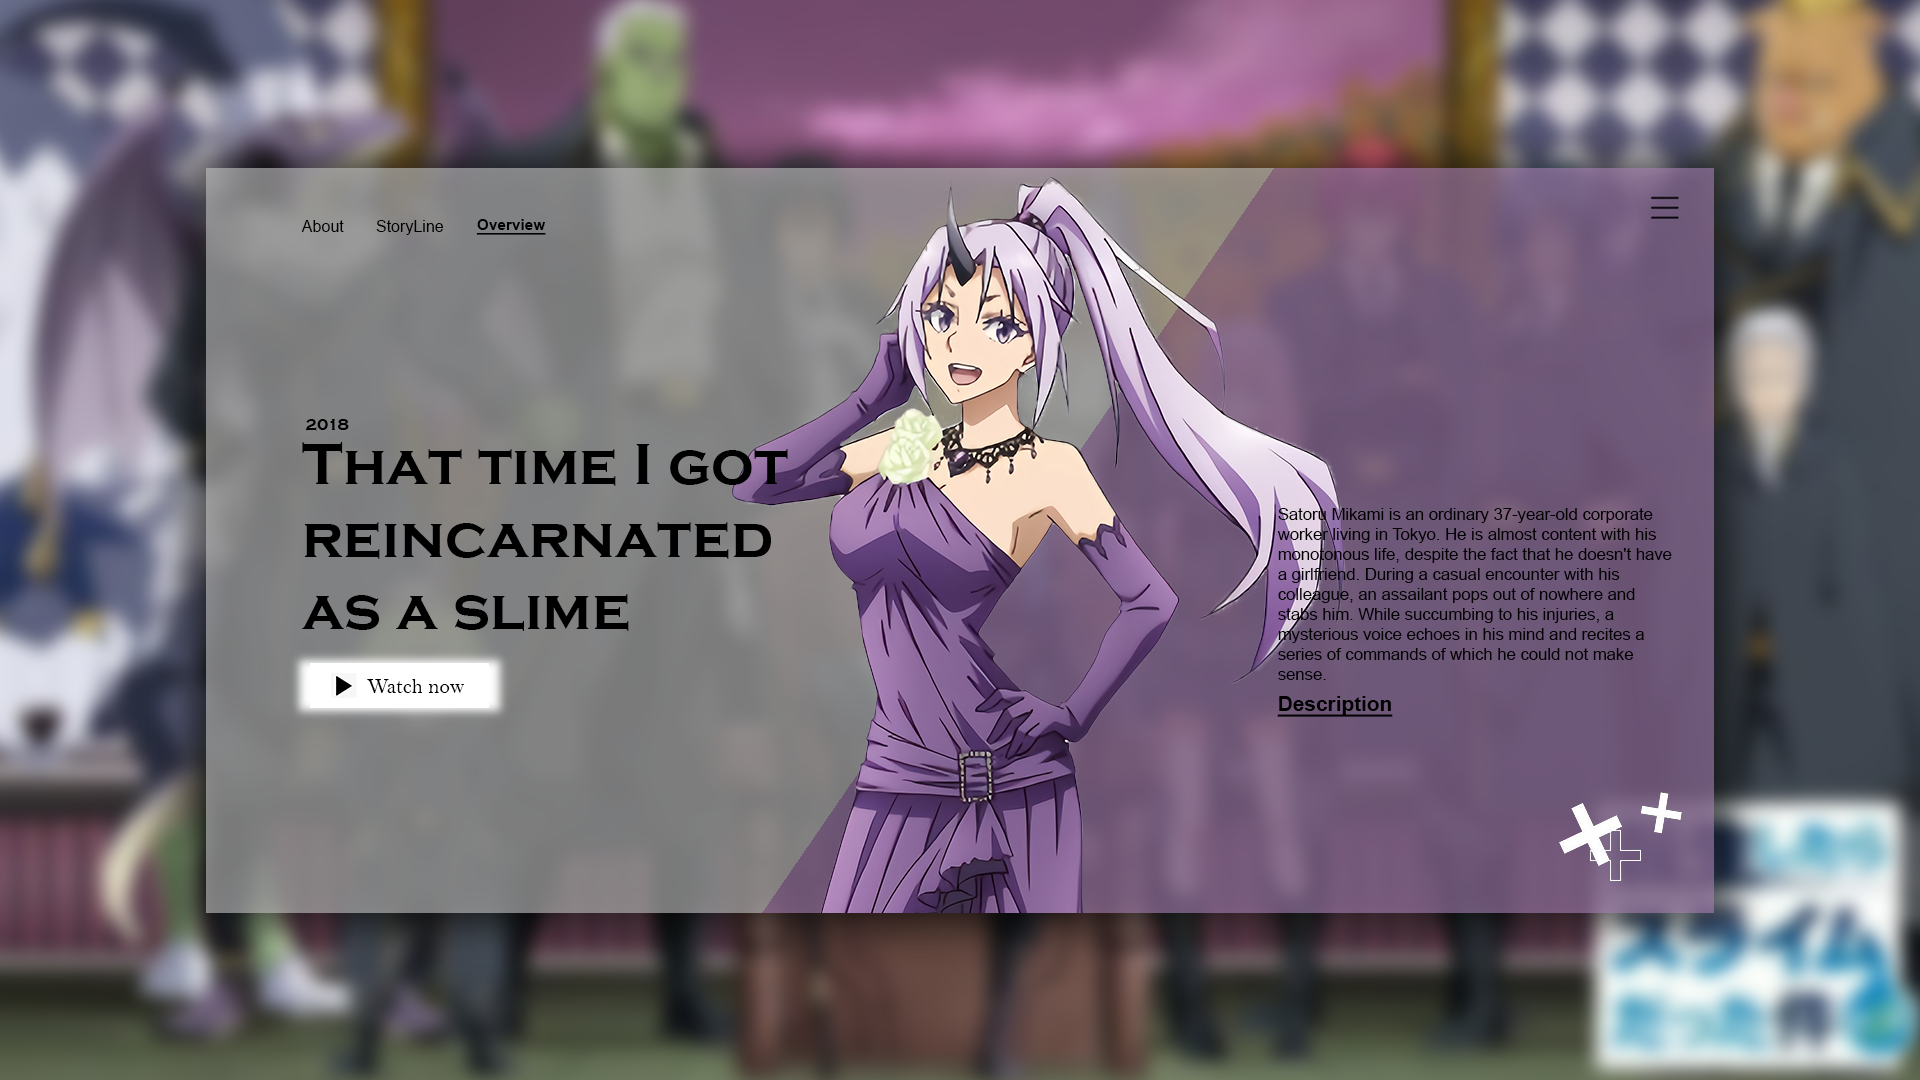 About StoryLine Overview
2018
That time I got
reincarnated
as a slime
Watch now
Satoru Mikami is an ordinary 37-year-old corporate
worker living in Tokyo. He is almost content with his
monotonous life, despite the fact that he doesn't have
a girlfriend. During a casual encounter with his
colleague, an assailant pops out of nowhere and
stabs him. While succumbing to his injuries, a
mysterious voice echoes in his mind and recites a
series of commands of which he could not make
sense.
Description